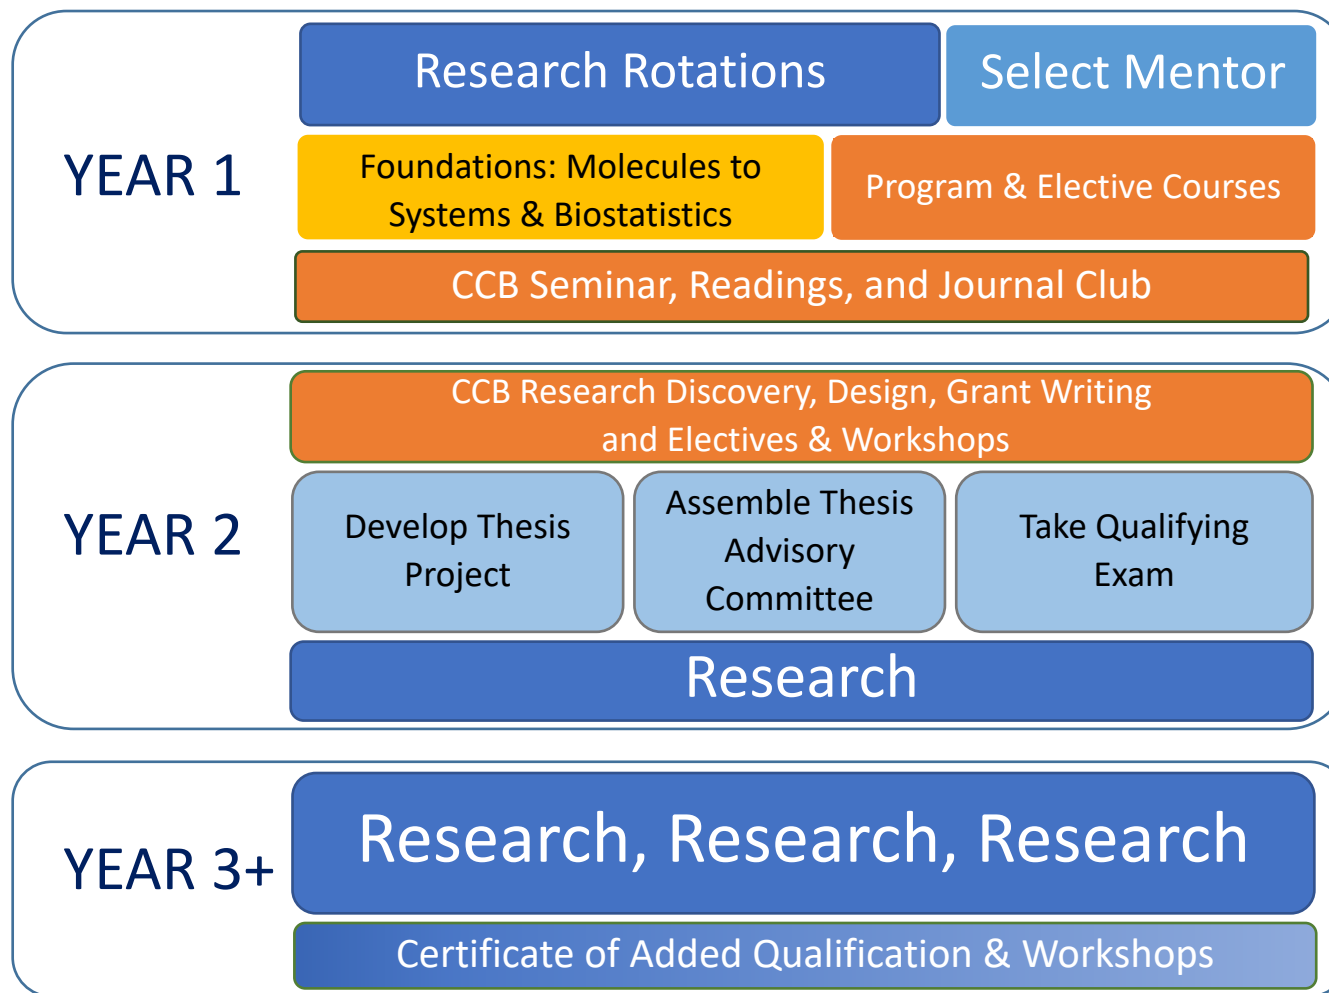 YEAR 1
Research Rotations
Select Mentor
Foundations: Molecules to
Systems & Biostatistics
Program & Elective Courses
CCB Seminar, Readings, and Journal Club
YEAR 2
CCB Research Discovery, Design, Grant Writing
and Electives & Workshops
Develop Thesis
Project
Assemble Thesis
Advisory
Committee
Take Qualifying
Exam
Research
YEAR 3+
Research, Research, Research
Certificate of Added Qualification & Workshops